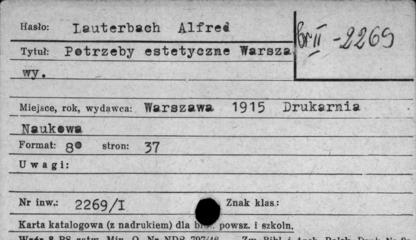 Hasło: Lauterbach Alfred
Br II -2269
Tytuł: Potrzeby estetyczne Warsza
wy.
Miejsce, rok, wydawca: Warszawa 1915 Drukarnia
Naukowa
Format: 8° stron: 37
Uwagi:
Nr inw.: 2269/I Znak klas.:
Karta katalogowa (z nadrukiem) dla powsz. i szkoln.